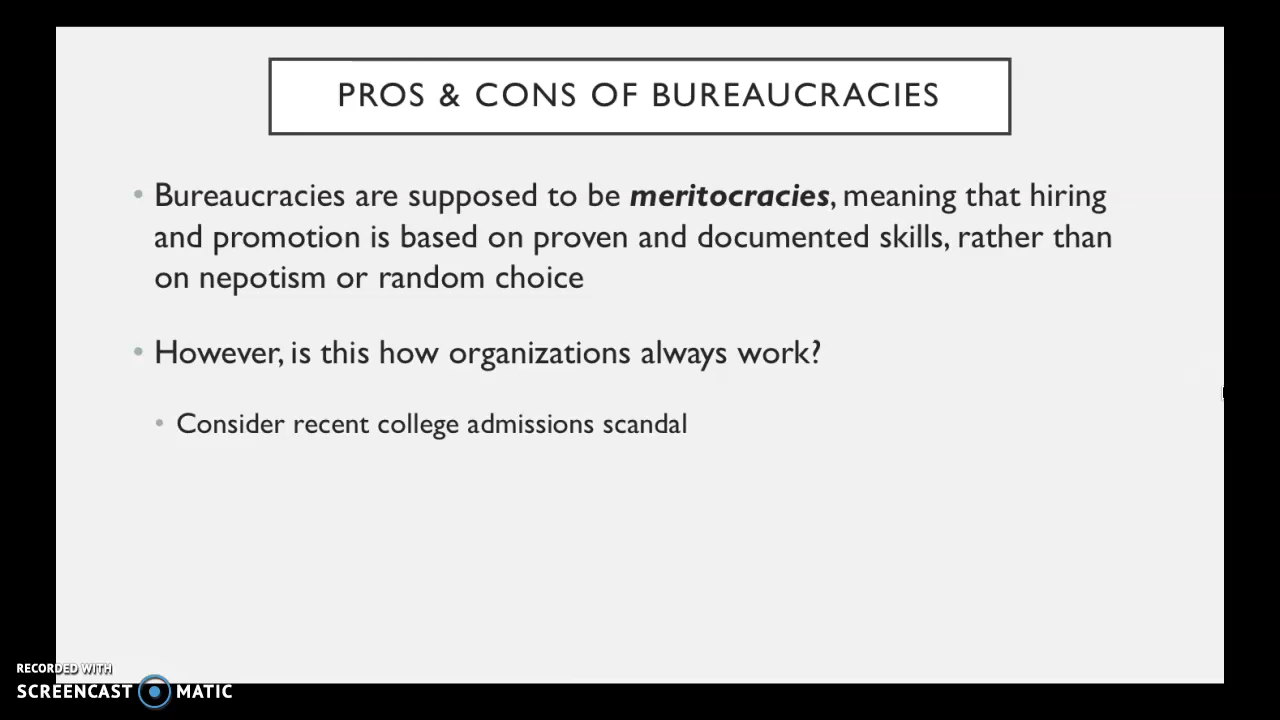 PROS & CONS OF BUREAUCRACIES
• Bureaucracies are supposed to be meritocracies, meaning that hiring
and promotion is based on proven and documented skills, rather than
on nepotism or random choice
• However, is this how organizations always work?
• Consider recent college admissions scandal
RECORDED WITH
SCREENCAST MATIC